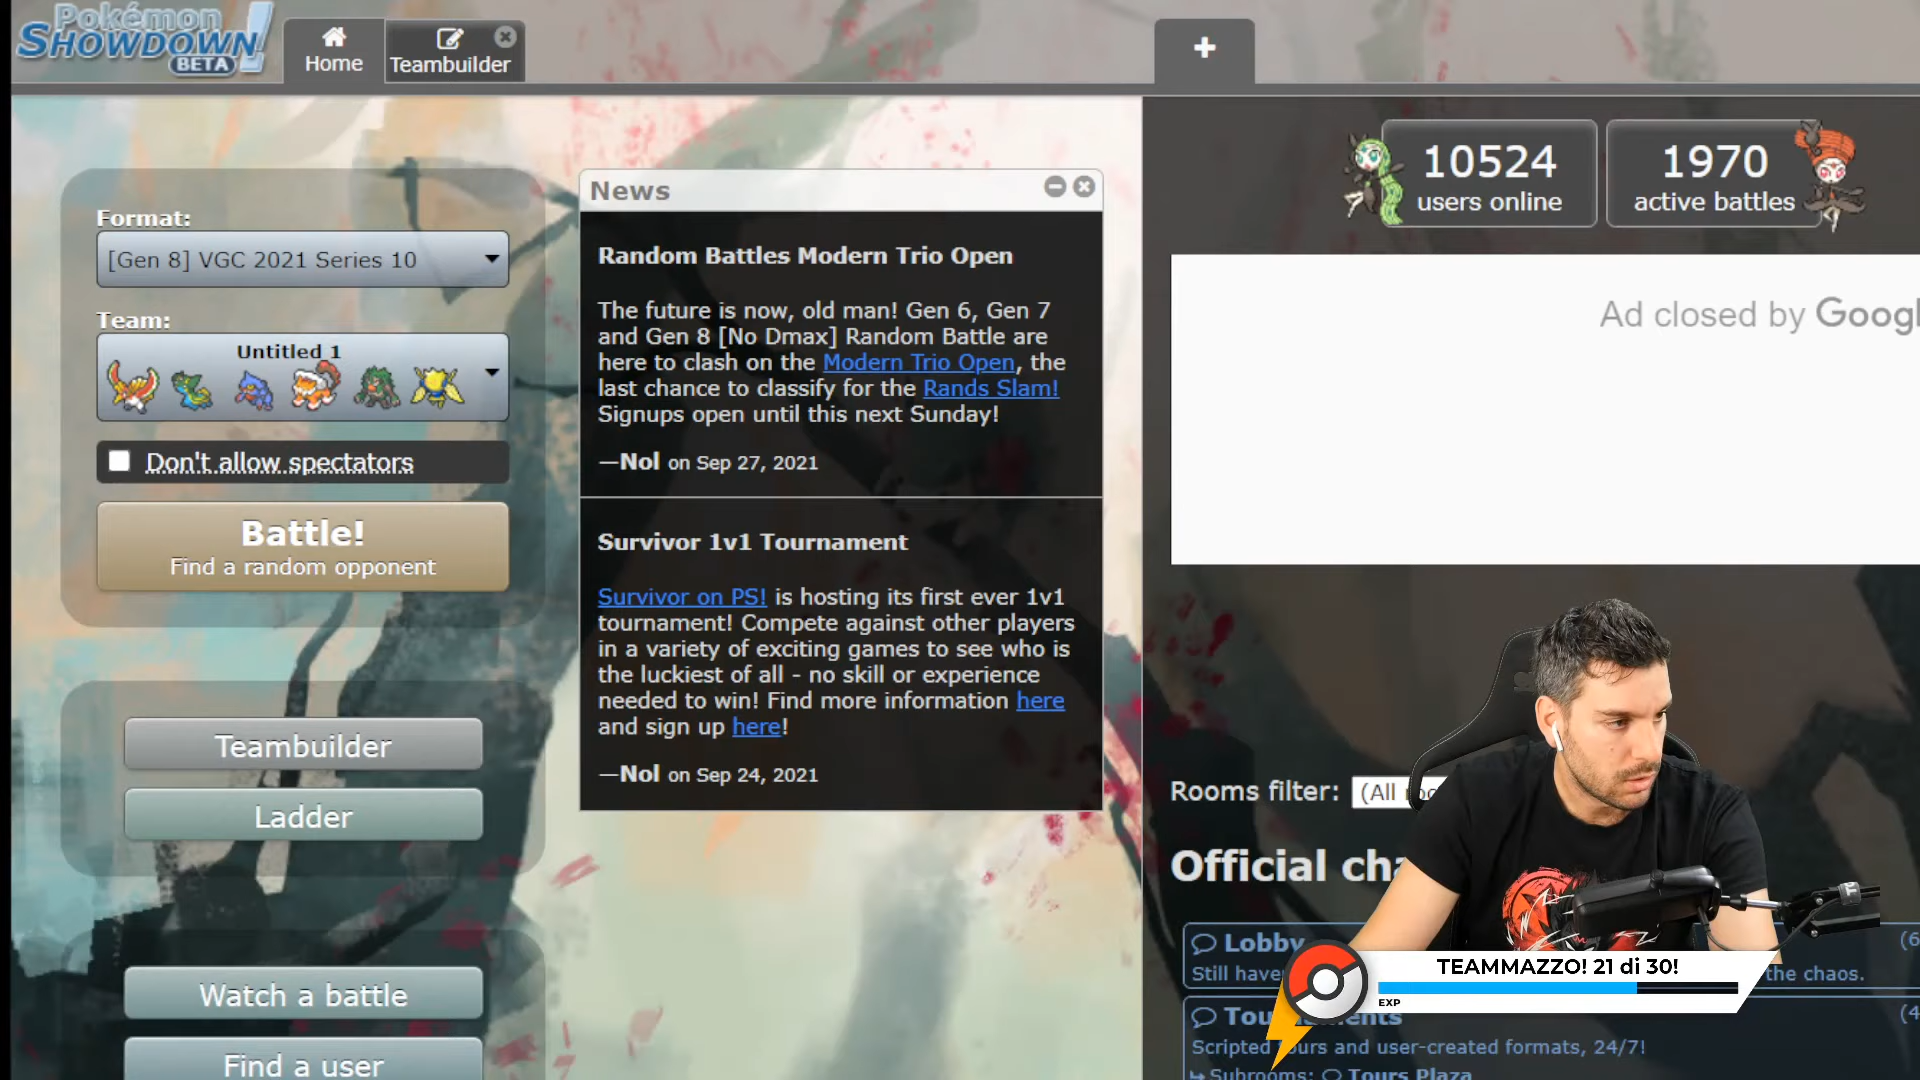 Pokémon
SHOWDOWN!
BETA
Home
Teambuilder
+
Format:
[Gen 8] VGC 2021 Series 10
Team:
Untitled 1
Don't allow spectators
Battle!
Find a random opponent
Teambuilder
Ladder
Watch a battle
Find a user
News
Random Battles Modern Trio Open
The future is now, old man! Gen 6, Gen 7
and Gen 8 [No Dmax] Random Battle are
here to clash on the Modern Trio Open, the
last chance to classify for the Rands Slam!
Signups open until this next Sunday!
—Nol on Sep 27, 2021
Survivor 1v1 Tournament
Survivor on PS! is hosting its first ever 1v1
tournament! Compete against other players
in a variety of exciting games to see who is
the luckiest of all - no skill or experience
needed to win! Find more information here
and sign up here!
—Nol on Sep 24, 2021
10524
users online
1970
active battles
Ad closed by
Rooms filter: (All
Official
Lobby (6
Still the chaos.
TEAMMAZZO! 21 di 30!
EXP
(4
Scripted tours and user-created formats, 24/7!
Subrooms: Tours Plaza